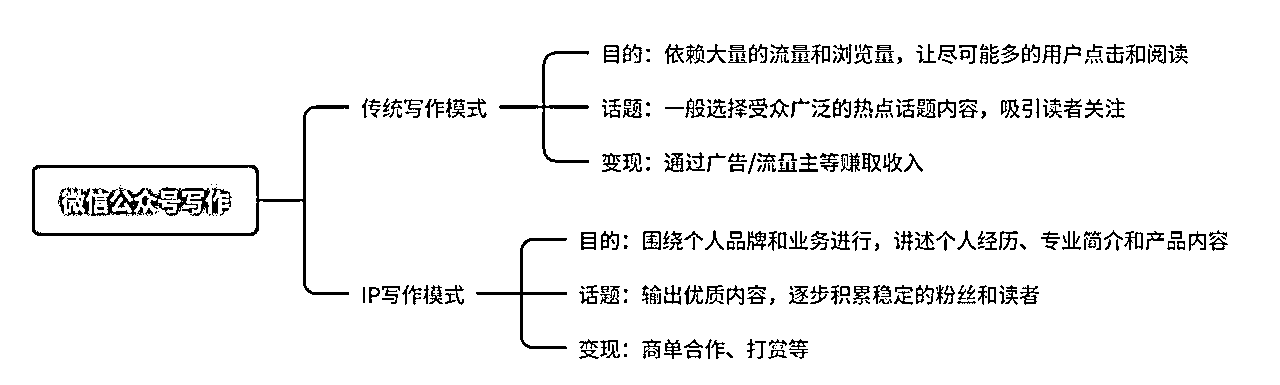 微信公众号写作
传统写作模式
目的：依赖大量的流量和浏览量，让尽可能多的用户点击和阅读
话题：一般选择受众广泛的热点话题内容，吸引读者关注
变现：通过广告/流量主等赚取收入
IP写作模式
目的：围绕个人品牌和业务进行，讲述个人经历、专业简介和产品内容
话题：输出优质内容，逐步积累稳定的粉丝和读者
变现：商单合作、打赏等